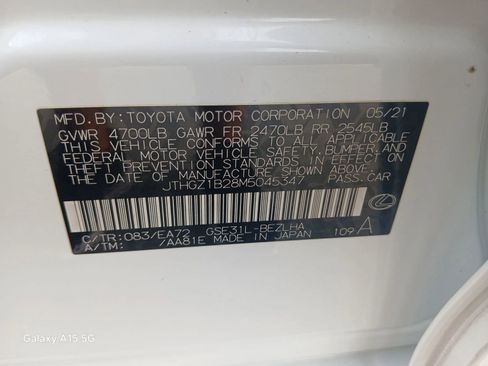 MFD. BY: TOYOTA MOTOR CORPORATION 05/21
GVWR 4700LB GAWR FR 2470LB RR 2545LB
THIS VEHICLE CONFORMS TO ALL APPLICABLE
FEDERAL MOTOR VEHICLE SAFETY, BUMPER, AND
THEFT PREVENTION STANDARDS IN EFFECT ON
THE DATE OF MANUFACTURE SHOWN ABOVE.
JTHGZ1B28M5045347 PASS.CAR
C/TR: 083/EA72 GSE31L-BEZLHA
A/TM: /AA81E MADE IN JAPAN 109 A
Galaxy A15 5G